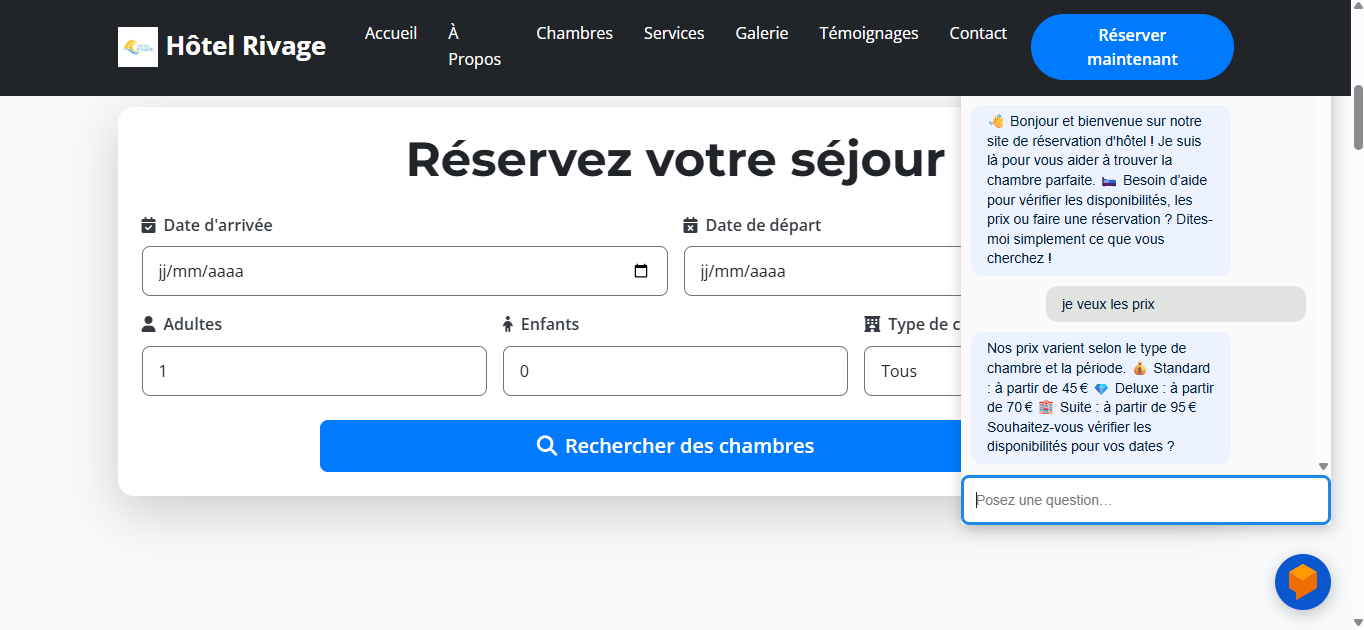 Hôtel Rivage
Accueil
À
Propos
Chambres
Services
Galerie
Témoignages
Contact
Réserver
maintenant
Réservez votre séjour
Date d'arrivée
Date de départ
jj/mm/aaaa
jj/mm/aaaa
Adultes
Enfants
Type de c
1
0
Tous
Rechercher des chambres
Bonjour et bienvenue sur notre
site de réservation d'hôtel ! Je suis
là pour vous aider à trouver la
chambre parfaite. 🛏️ Besoin d’aide
pour vérifier les disponibilités, les
prix ou faire une réservation ? Dites-
moi simplement ce que vous
cherchez !
je veux les prix
Nos prix varient selon le type de
chambre et la période. 💰 Standard
: à partir de 45 € 💎 Deluxe : à partir
de 70 € 🏨 Suite : à partir de 95 €
Souhaitez-vous vérifier les
disponibilités pour vos dates ?
Posez une question...